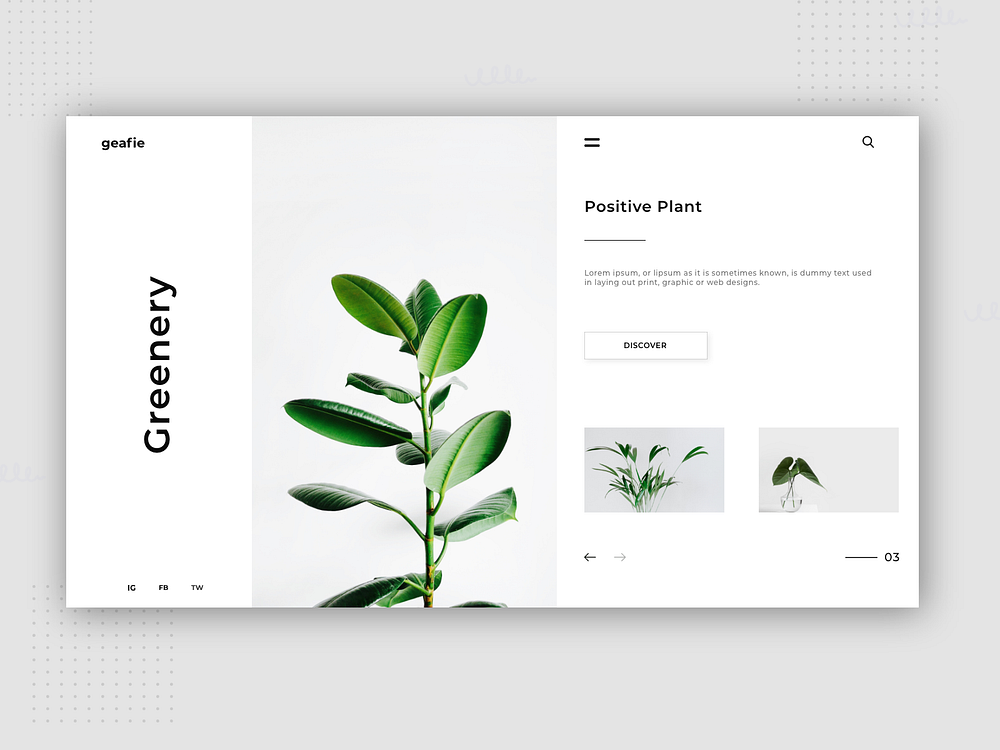 geafie
Greenery
IG FB TW
Positive Plant
Lorem ipsum, or lipsum as it is sometimes known, is dummy text used
in laying out print, graphic or web designs.
DISCOVER
03